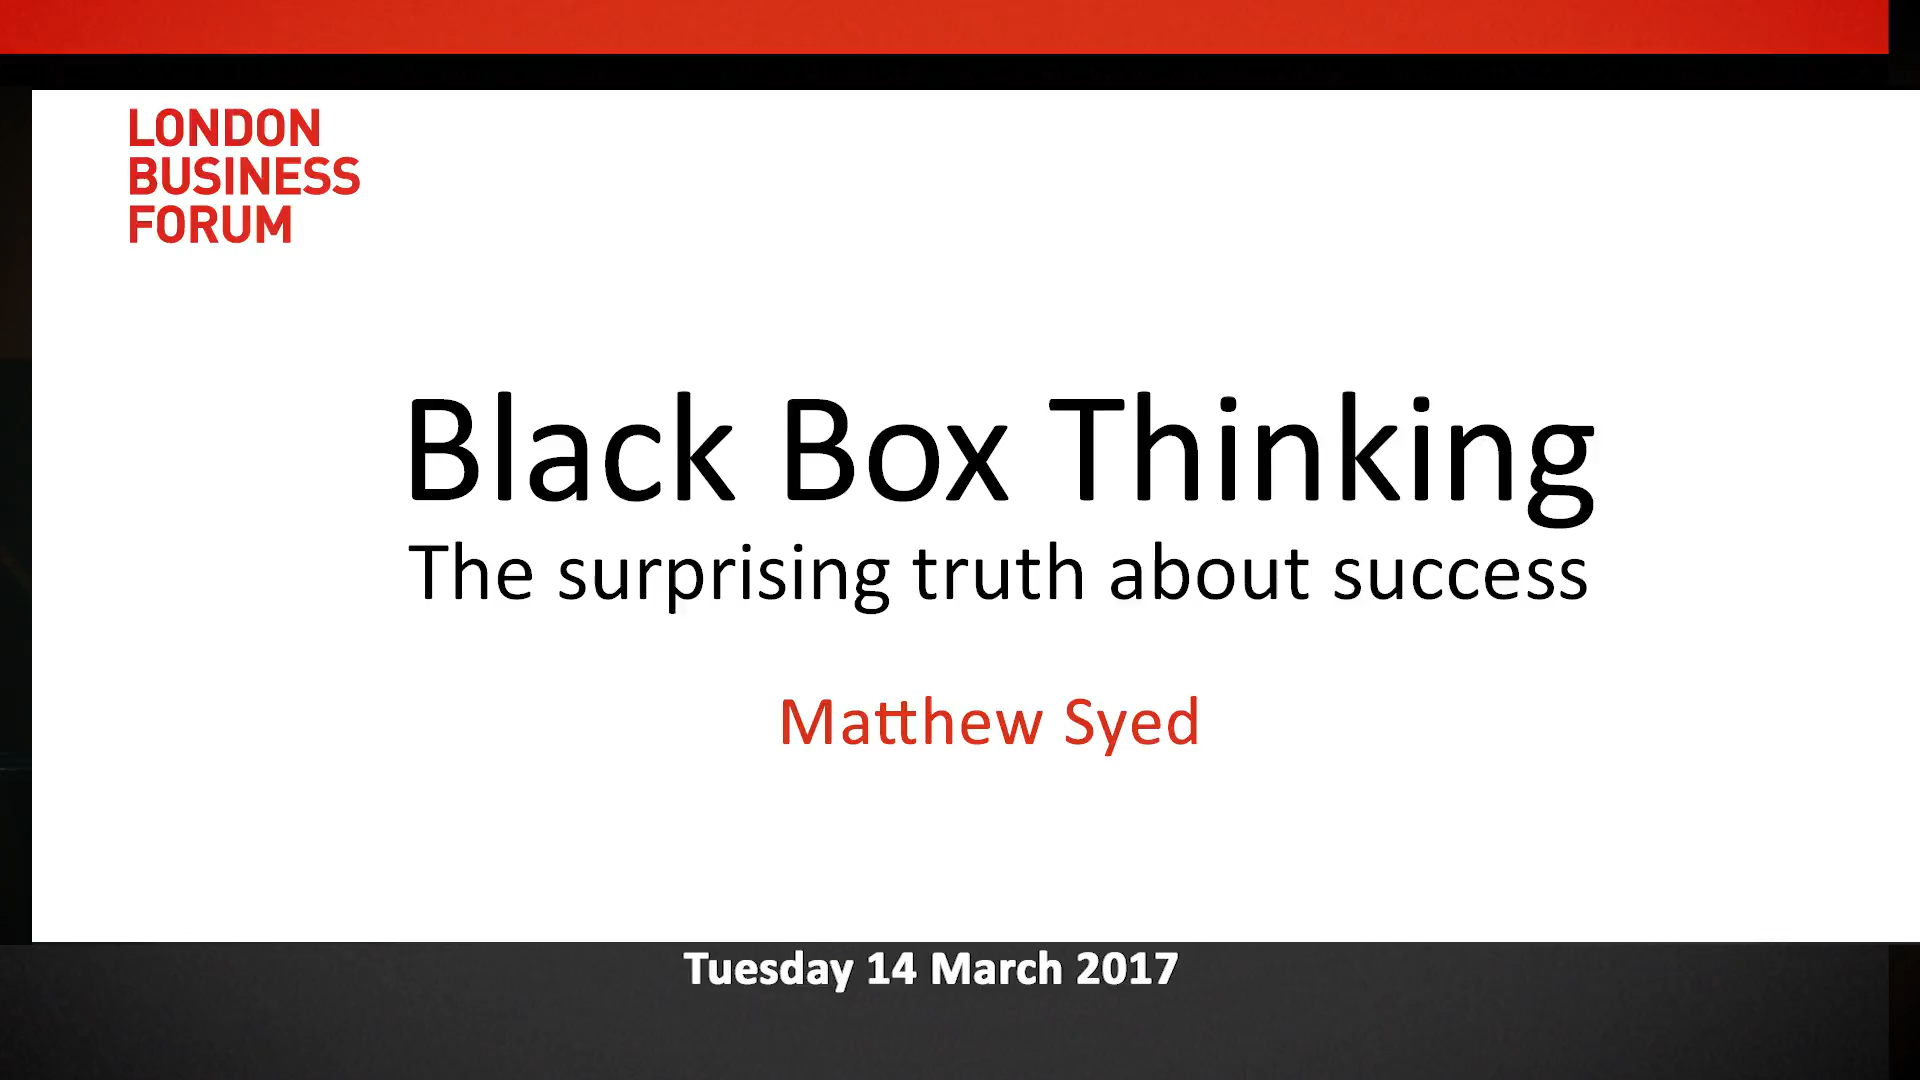 LONDON
BUSINESS
FORUM
Black Box Thinking
The surprising truth about success
Matthew Syed
Tuesday 14 March 2017